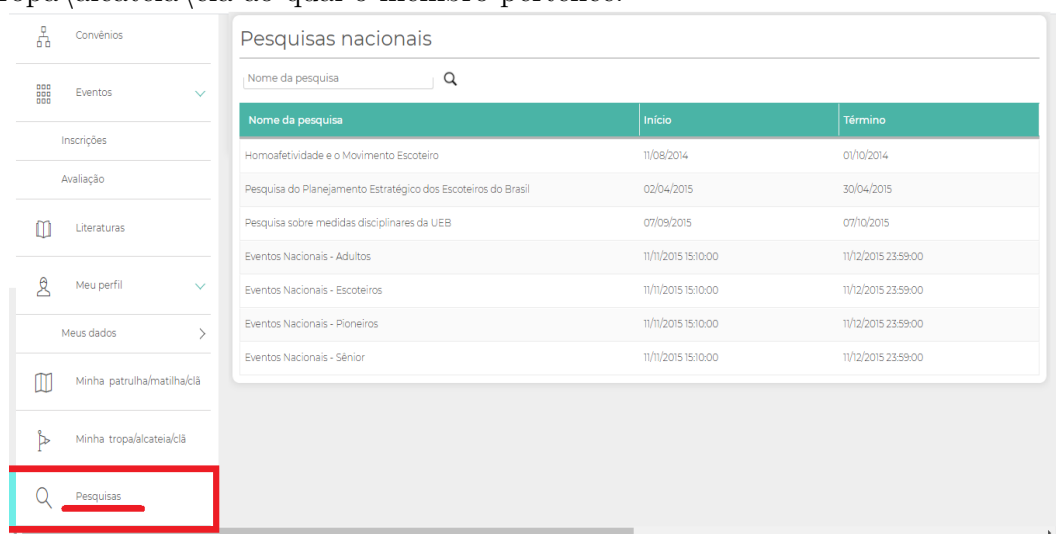 Convênios
Eventos
Inscrições
Avaliação
Literaturas
Meu perfil
Meus dados
Minha patrulha/matilha/clã
Minha tropa/alcateia/clã
Pesquisas
Pesquisas nacionais
Nome da pesquisa
Nome da pesquisa Início Término
Homoafetividade e o Movimento Escoteiro 11/08/2014 01/10/2014
Pesquisa do Planejamento Estratégico dos Escoteiros do Brasil 02/04/2015 30/04/2015
Pesquisa sobre medidas disciplinares da UEB 07/09/2015 07/10/2015
Eventos Nacionais - Adultos 11/11/2015 15:10:00 11/12/2015 23:59:00
Eventos Nacionais - Escoteiros 11/11/2015 15:10:00 11/12/2015 23:59:00
Eventos Nacionais - Pioneiros 11/11/2015 15:10:00 11/12/2015 23:59:00
Eventos Nacionais - Sênior 11/11/2015 15:10:00 11/12/2015 23:59:00